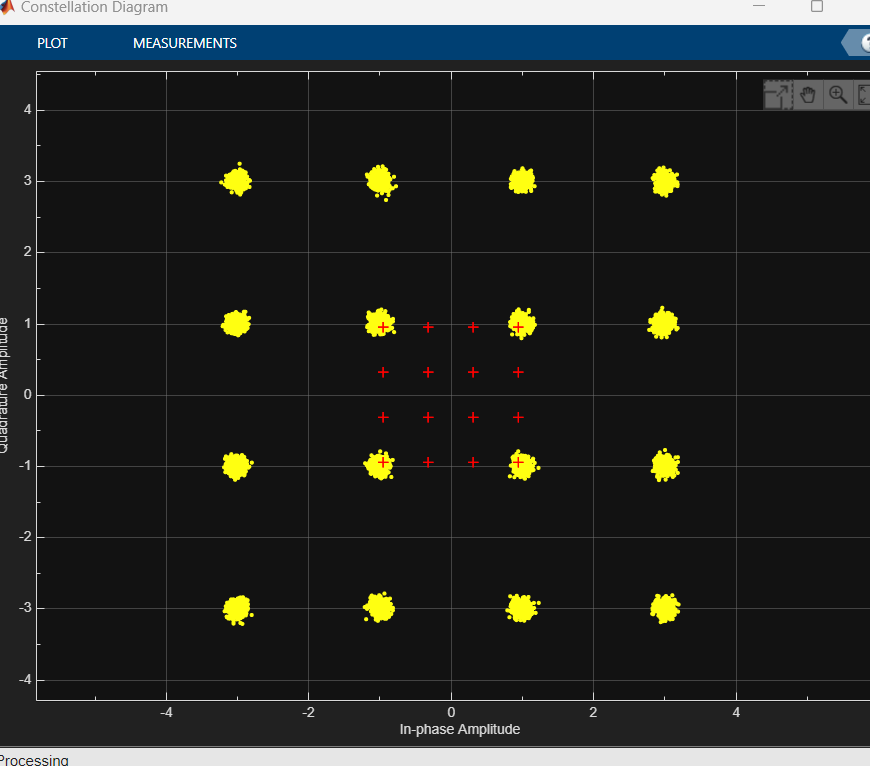 Constellation Diagram
PLOT MEASUREMENTS
4
3
2
1
0
-1
-2
-3
-4
Quadrature Amplitude
-4 -2 0 2 4
In-phase Amplitude
Processing